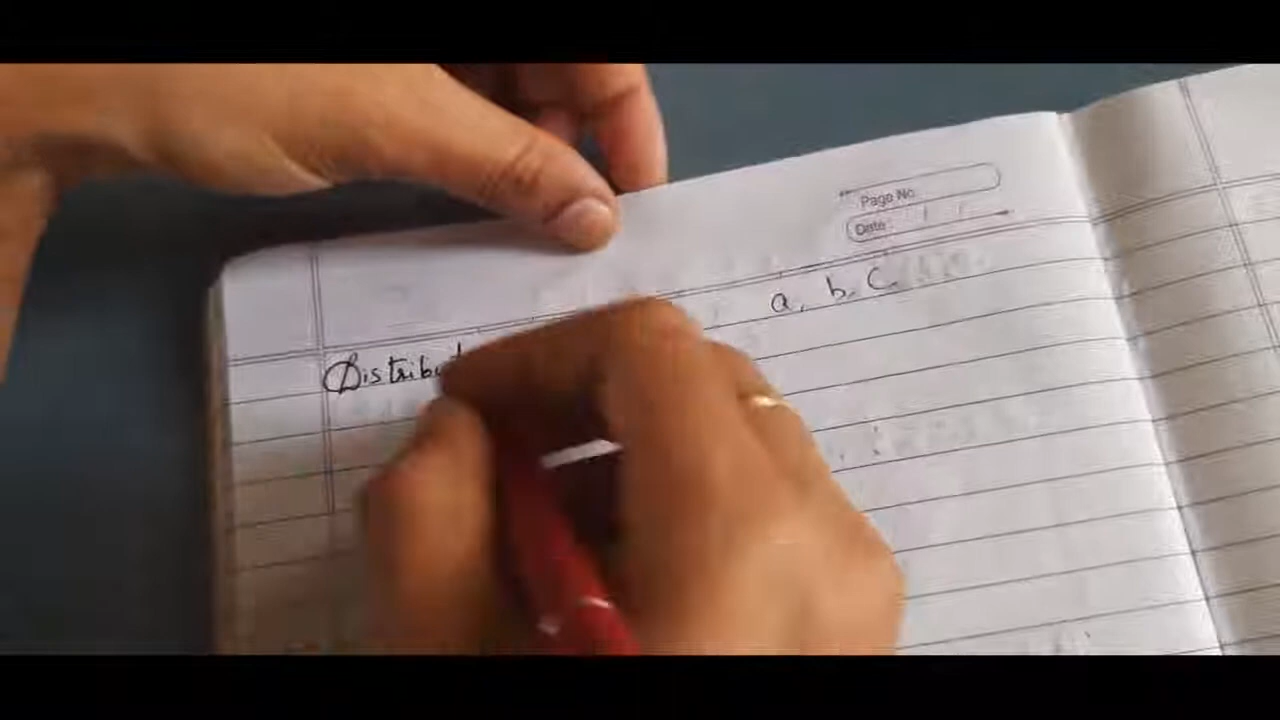 Page No.
Date
a, b, c
Distribut